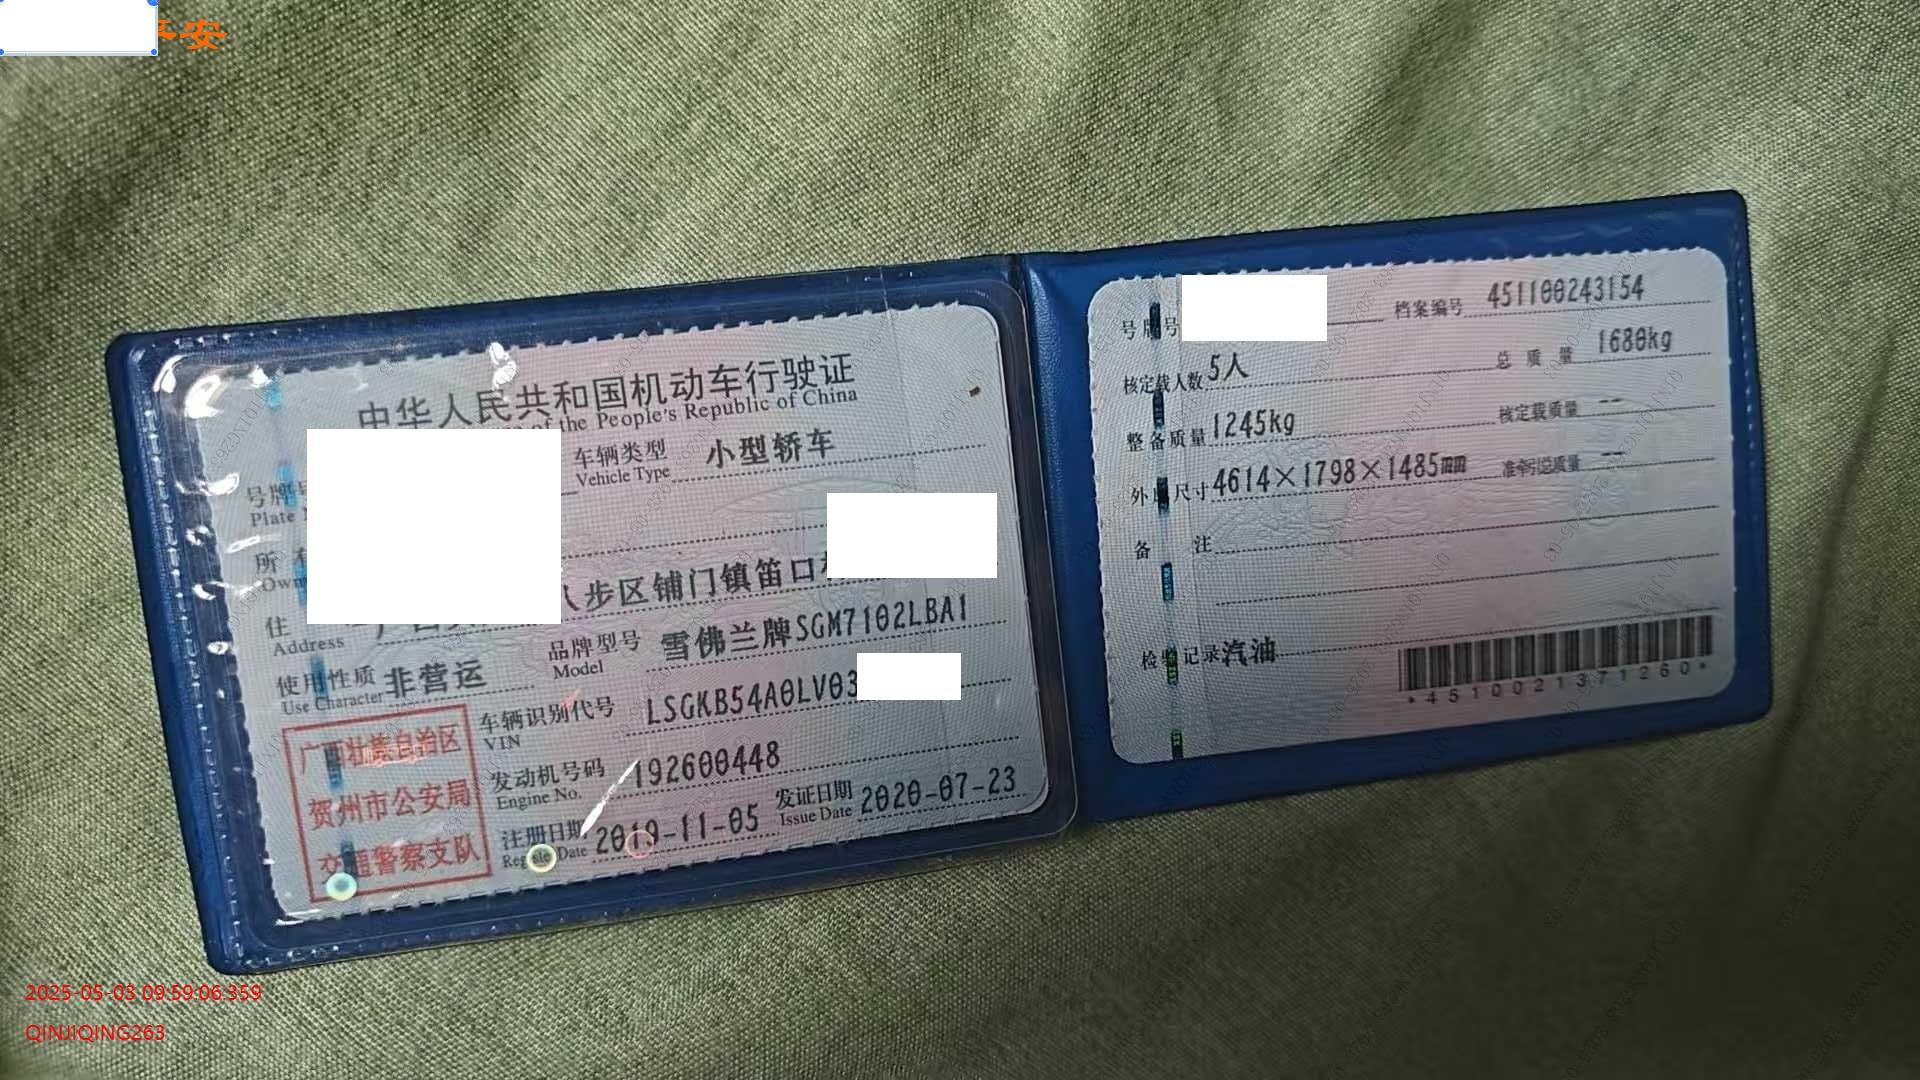 平安
中华人民共和国机动车行驶证
of the People's Republic of China
号牌
Plate
车辆类型 小型轿车
Vehicle Type
所
Own
住
Address
步区铺门镇笛口
使用性质 非营运
Use Character
品牌型号 雪佛兰牌SGM7102LBA1
Model
车辆识别代号 LSGKB54A0LV03
VIN
广西壮族自治区
贺州市公安局
交通警察支队
发动机号码 192600448
Engine No.
注册日期 2019-11-05
Date
发证日期 2020-07-23
Issue Date
号牌号
档案编号 451100243154
核定载人数 5人
总质量 1680kg
整备质量 1245kg
核定载质量 --
外廓尺寸 4614×1798×1485mm
准牵引总质量 --
备注
检验记录 汽油
*4510021371260*
2025-05-03 09:59:06.359
QINJIQING263